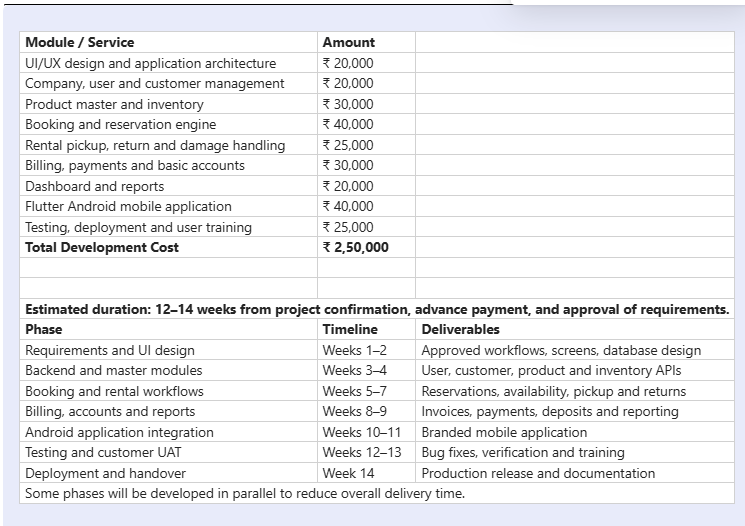 Module / Service Amount
UI/UX design and application architecture ₹ 20,000
Company, user and customer management ₹ 20,000
Product master and inventory ₹ 30,000
Booking and reservation engine ₹ 40,000
Rental pickup, return and damage handling ₹ 25,000
Billing, payments and basic accounts ₹ 30,000
Dashboard and reports ₹ 20,000
Flutter Android mobile application ₹ 40,000
Testing, deployment and user training ₹ 25,000
Total Development Cost ₹ 2,50,000
Estimated duration: 12–14 weeks from project confirmation, advance payment, and approval of requirements.
Phase Timeline Deliverables
Requirements and UI design Weeks 1–2 Approved workflows, screens, database design
Backend and master modules Weeks 3–4 User, customer, product and inventory APIs
Booking and rental workflows Weeks 5–7 Reservations, availability, pickup and returns
Billing, accounts and reports Weeks 8–9 Invoices, payments, deposits and reporting
Android application integration Weeks 10–11 Branded mobile application
Testing and customer UAT Weeks 12–13 Bug fixes, verification and training
Deployment and handover Week 14 Production release and documentation
Some phases will be developed in parallel to reduce overall delivery time.